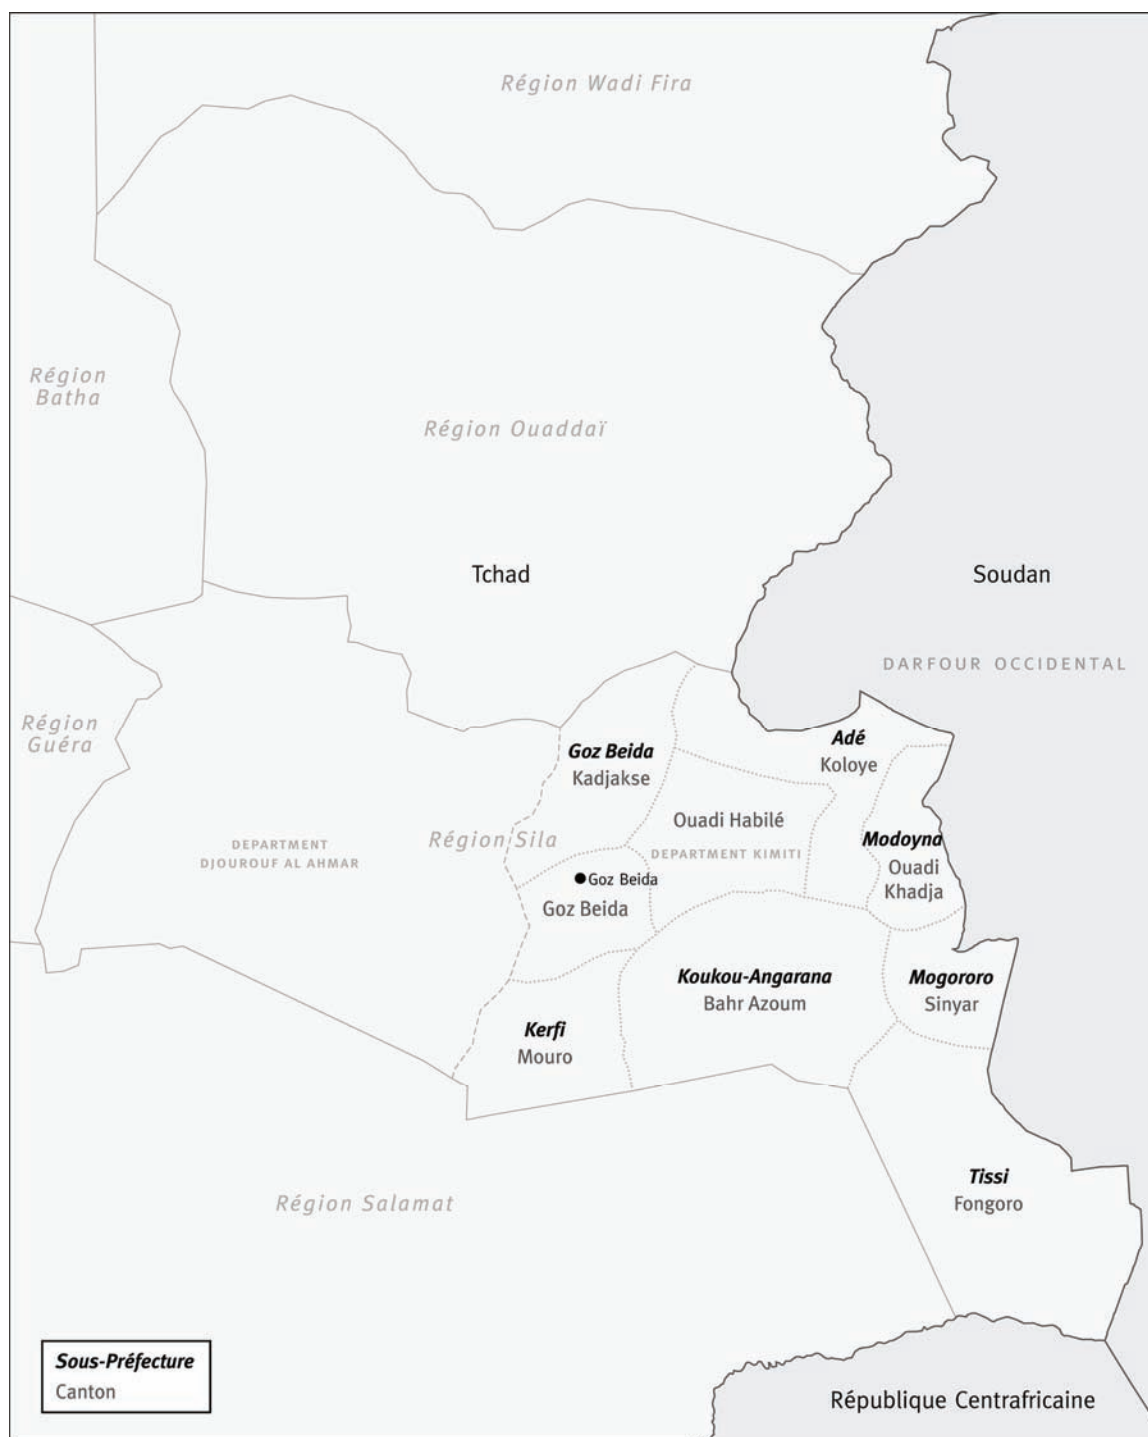 Région Wadi Fira
Région
Batha
Région Ouaddaï
Tchad
Soudan
DARFOUR OCCIDENTAL
Région
Guéra
Goz Beida
Kadjakse
Adé
Koloye
Ouadi Habilé
DEPARTMENT KIMITI
Modoyna
Ouadi
Khadja
DEPARTMENT
DJOUROUF AL AHMAR
Région Sila
Goz Beida
Goz Beida
Koukou-Angarana
Bahr Azoum
Mogororo
Sinyar
Kerfi
Mouro
Tissi
Fongoro
Région Salamat
Sous-Préfecture
Canton
République Centrafricaine